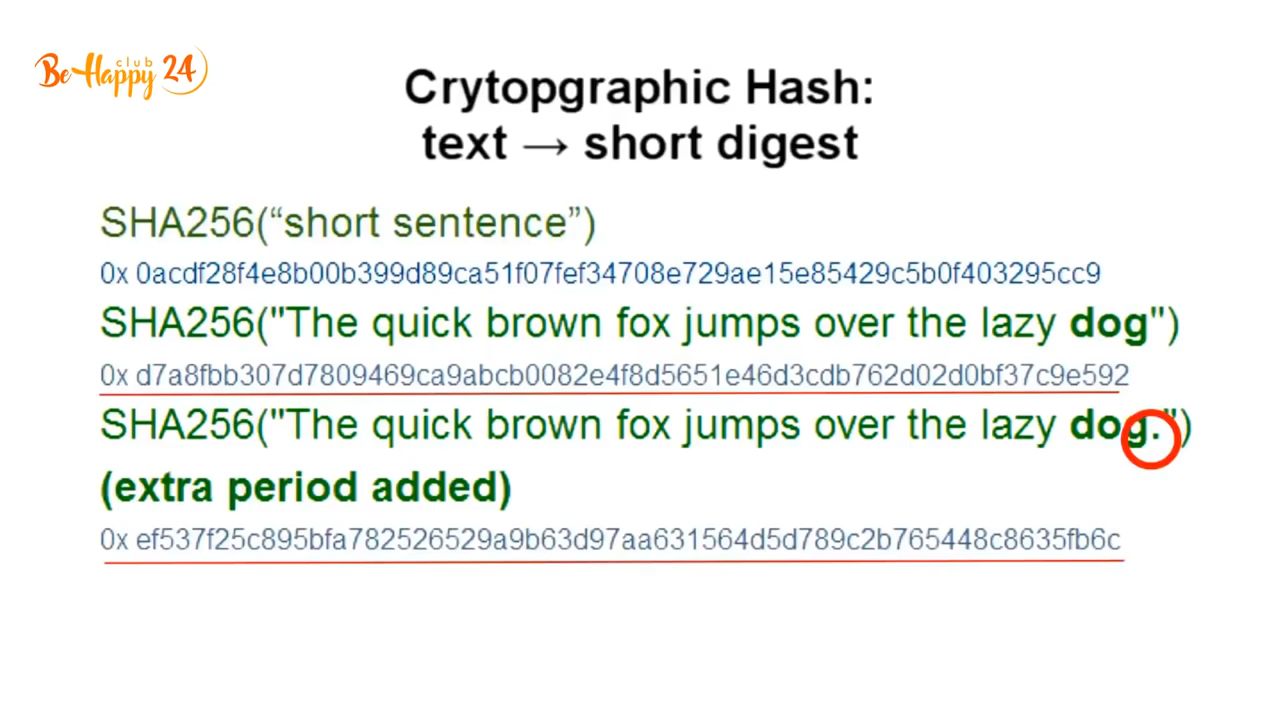 Be Happy club 24
Crytopgraphic Hash:
text → short digest
SHA256(“short sentence”)
0x 0acdf28f4e8b00b399d89ca51f07fef34708e729ae15e85429c5b0f403295cc9
SHA256("The quick brown fox jumps over the lazy dog")
0x d7a8fbb307d7809469ca9abcb0082e4f8d5651e46d3cdb762d02d0bf37c9e592
SHA256("The quick brown fox jumps over the lazy dog.")
(extra period added)
0x ef537f25c895bfa782526529a9b63d97aa631564d5d789c2b765448c8635fb6c